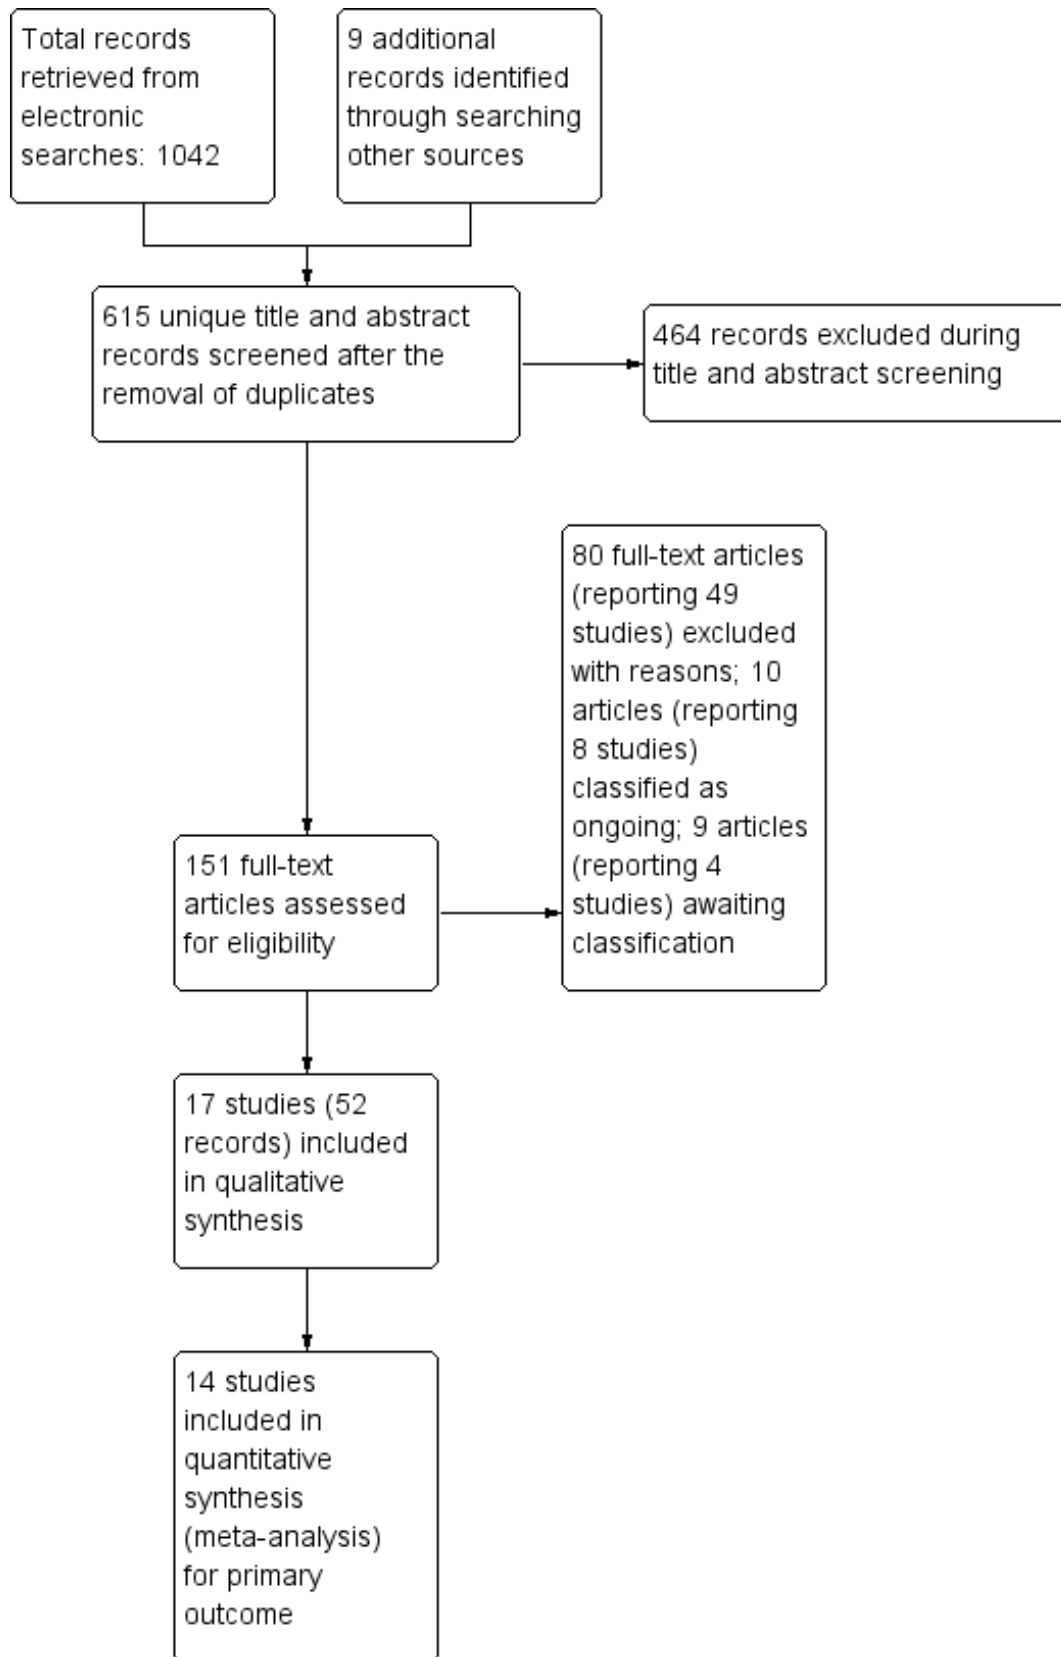 Total records
retrieved from
electronic
searches: 1042
9 additional
records identified
through searching
other sources
615 unique title and abstract
records screened after the
removal of duplicates
464 records excluded during
title and abstract screening
80 full-text articles
(reporting 49
studies) excluded
with reasons; 10
articles (reporting
8 studies)
classified as
ongoing; 9 articles
(reporting 4
studies) awaiting
classification
151 full-text
articles assessed
for eligibility
17 studies (52
records) included
in qualitative
synthesis
14 studies
included in
quantitative
synthesis
(meta-analysis)
for primary
outcome